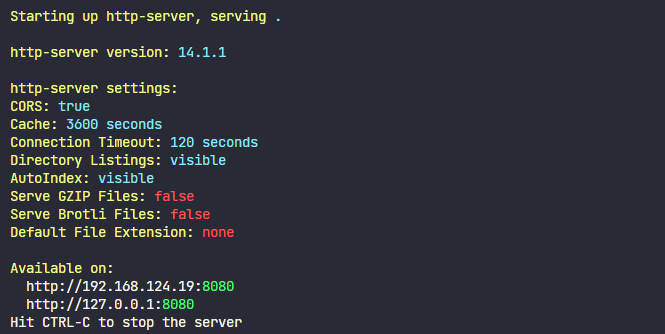 Starting up http-server, serving .
http-server version: 14.1.1
http-server settings:
CORS: true
Cache: 3600 seconds
Connection Timeout: 120 seconds
Directory Listings: visible
AutoIndex: visible
Serve GZIP Files: false
Serve Brotli Files: false
Default File Extension: none
Available on:
http://192.168.124.19:8080
http://127.0.0.1:8080
Hit CTRL-C to stop the server